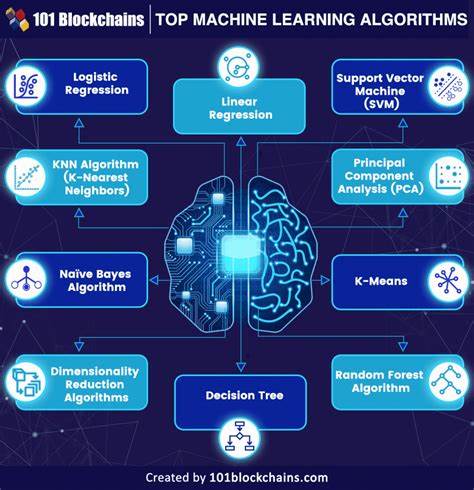 101 Blockchains TOP MACHINE LEARNING ALGORITHMS
Logistic
Regression
Linear
Regression
Support Vector
Machine
(SVM)
KNN Algorithm
(K-Nearest
Neighbors)
Principal
Component
Analysis (PCA)
Naïve Bayes
Algorithm
K-Means
Dimensionality
Reduction
Algorithms
Decision Tree
Random Forest
Algorithm
Created by 101blockchains.com